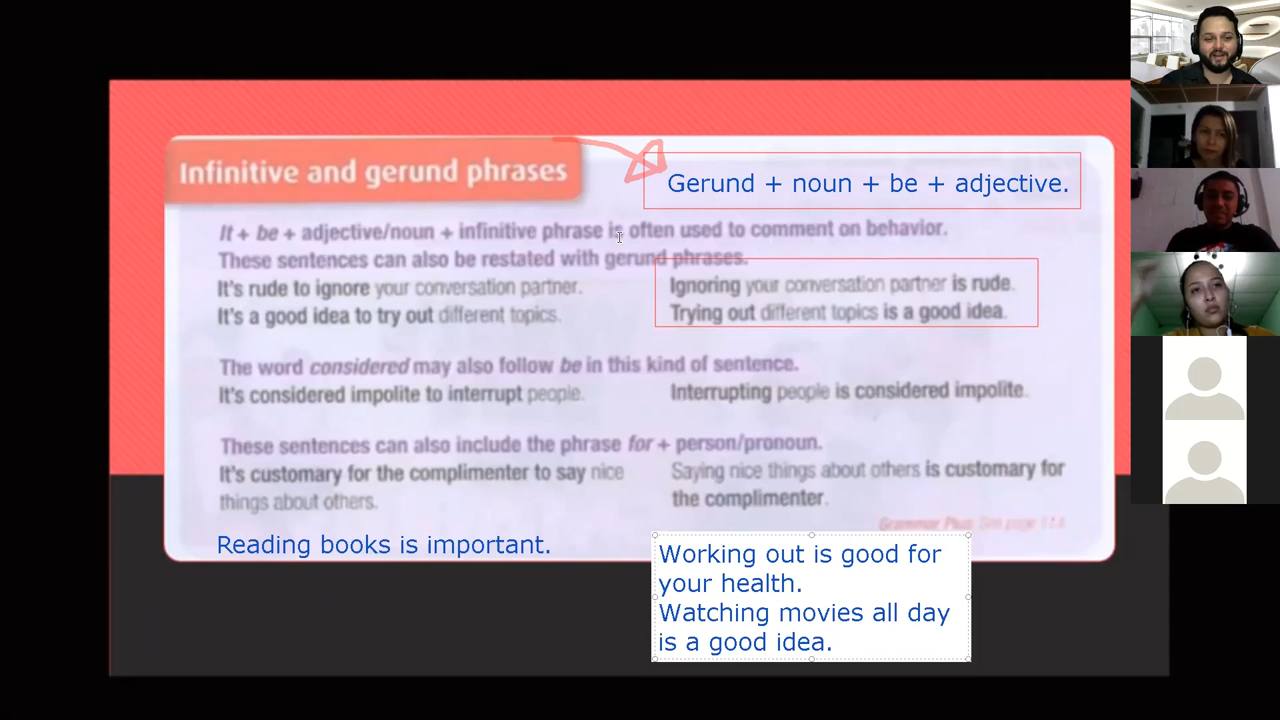 Infinitive and gerund phrases
Gerund + noun + be + adjective.
It + be + adjective/noun + infinitive phrase is often used to comment on behavior.
These sentences can also be restated with gerund phrases.
It's rude to ignore your conversation partner.
Ignoring your conversation partner is rude.
It's a good idea to try out different topics.
Trying out different topics is a good idea.
The word considered may also follow be in this kind of sentence.
It's considered impolite to interrupt people.
Interrupting people is considered impolite.
These sentences can also include the phrase for + person/pronoun.
It's customary for the complimenter to say nice
things about others.
Saying nice things about others is customary for
the complimenter.
Grammar Plus: See page 114
Reading books is important.
Working out is good for
your health.
Watching movies all day
is a good idea.